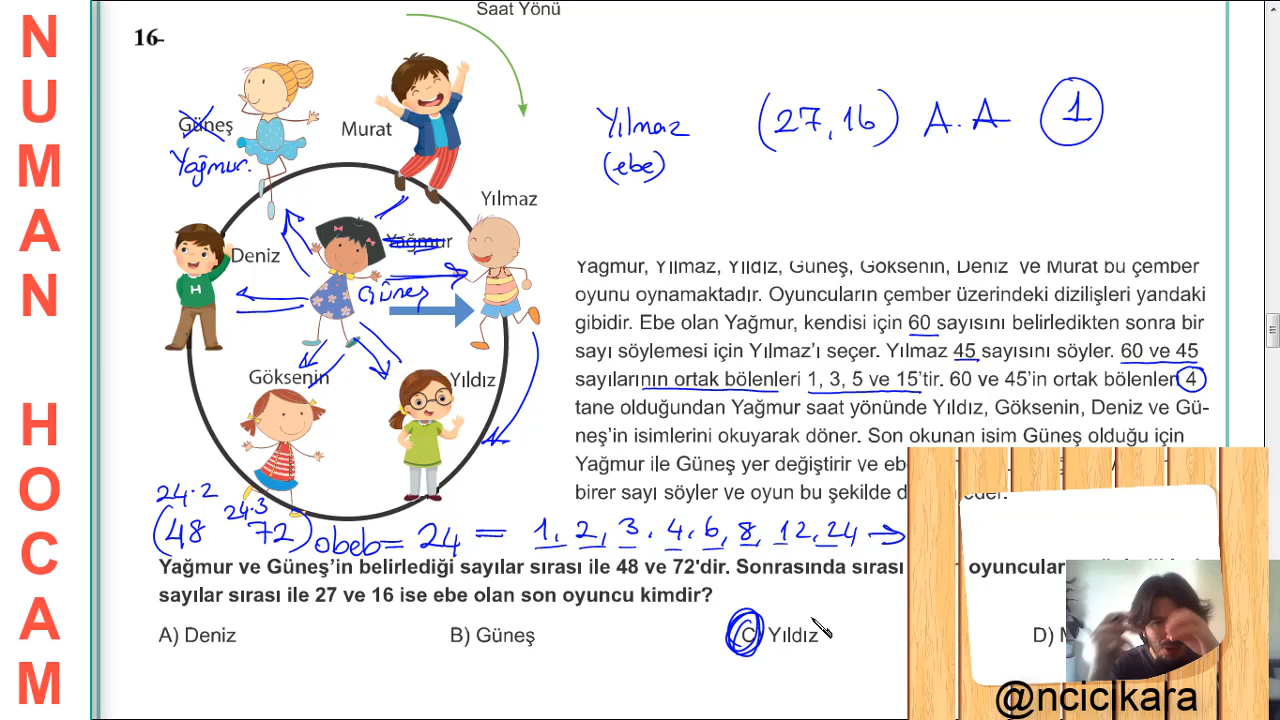 NUMAN HOCAM
Saat Yönü
16-
Güneş
Yağmur.
Murat
Yılmaz
Deniz
Yağmur
Güneş
Göksenin
Yıldız
Yılmaz (27,16) A.A 1
(ebe)
Yağmur, Yılmaz, Yıldız, Güneş, Göksenin, Deniz ve Murat bu çember
oyunu oynamaktadır. Oyuncuların çember üzerindeki dizilişleri yandaki
gibidir. Ebe olan Yağmur, kendisi için 60 sayısını belirledikten sonra bir
sayı söylemesi için Yılmaz’ı seçer. Yılmaz 45 sayısını söyler. 60 ve 45
sayılarının ortak bölenleri 1, 3, 5 ve 15’tir. 60 ve 45’in ortak bölenleri 4
tane olduğundan Yağmur saat yönünde Yıldız, Göksenin, Deniz ve Gü-
neş’in isimlerini okuyarak döner. Son okunan isim Güneş olduğu için
Yağmur ile Güneş yer değiştirir ve
birer sayı söyler ve oyun bu şekilde
24·2 24·3
(48 72) obeb = 24 = 1, 2, 3, 4, 6, 8, 12, 24 →
Yağmur ve Güneş’in belirlediği sayılar sırası ile 48 ve 72'dir. Sonrasında sırası oyuncular
sayılar sırası ile 27 ve 16 ise ebe olan son oyuncu kimdir?
A) Deniz B) Güneş C) Yıldız D)
@ncicikara